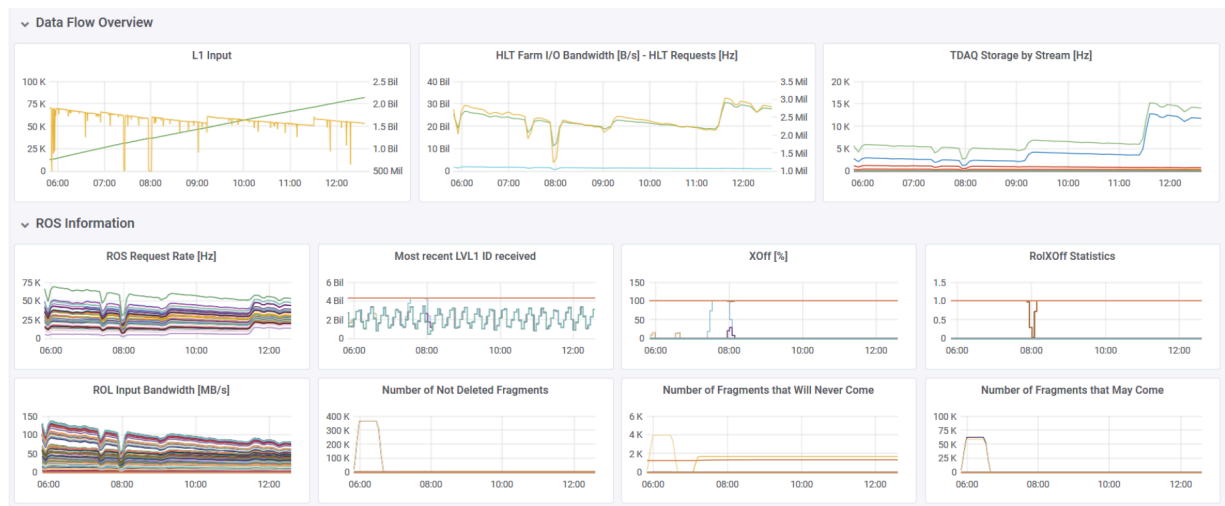 Data Flow Overview
L1 Input
100 K
75 K
50 K
25 K
0
2.5 Bil
2.0 Bil
1.5 Bil
1.0 Bil
500 Mil
06:00 07:00 08:00 09:00 10:00 11:00 12:00
HLT Farm I/O Bandwidth [B/s] - HLT Requests [Hz]
40 Bil
30 Bil
20 Bil
10 Bil
0
3.5 Mil
3.0 Mil
2.5 Mil
2.0 Mil
1.5 Mil
1.0 Mil
06:00 07:00 08:00 09:00 10:00 11:00 12:00
TDAQ Storage by Stream [Hz]
20 K
15 K
10 K
5 K
0
06:00 07:00 08:00 09:00 10:00 11:00 12:00
ROS Information
ROS Request Rate [Hz]
75 K
50 K
25 K
0
06:00 08:00 10:00 12:00
Most recent LVL1 ID received
6 Bil
4 Bil
2 Bil
0
06:00 08:00 10:00 12:00
XOff [%]
150
100
50
0
06:00 08:00 10:00 12:00
RolXOff Statistics
1.5
1.0
0.5
0
06:00 08:00 10:00 12:00
ROL Input Bandwidth [MB/s]
150
100
50
0
06:00 08:00 10:00 12:00
Number of Not Deleted Fragments
400 K
300 K
200 K
100 K
0
06:00 08:00 10:00 12:00
Number of Fragments that Will Never Come
6 K
4 K
2 K
0
06:00 08:00 10:00 12:00
Number of Fragments that May Come
100 K
75 K
50 K
25 K
0
06:00 08:00 10:00 12:00